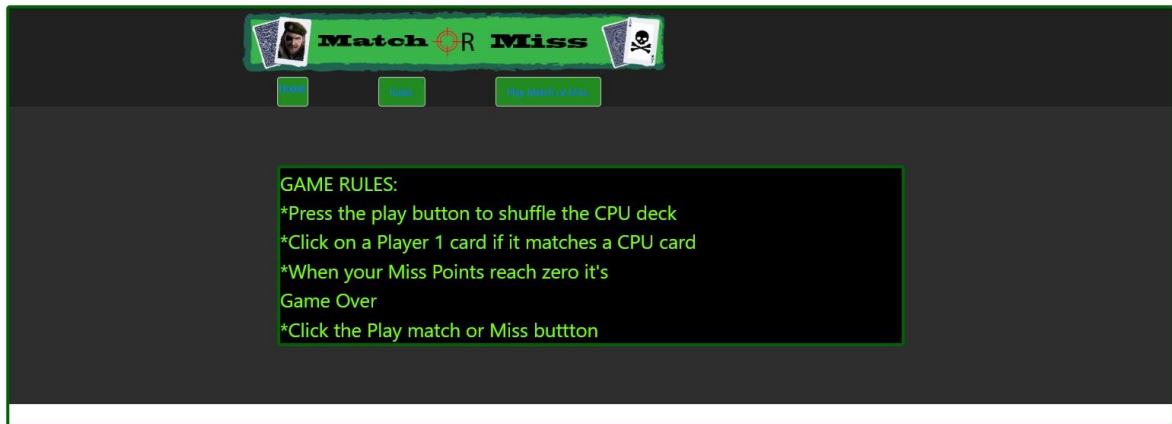 Match OR Miss
Home
Play Match or Miss
GAME RULES:
*Press the play button to shuffle the CPU deck
*Click on a Player 1 card if it matches a CPU card
*When your Miss Points reach zero it's
Game Over
*Click the Play match or Miss buttton